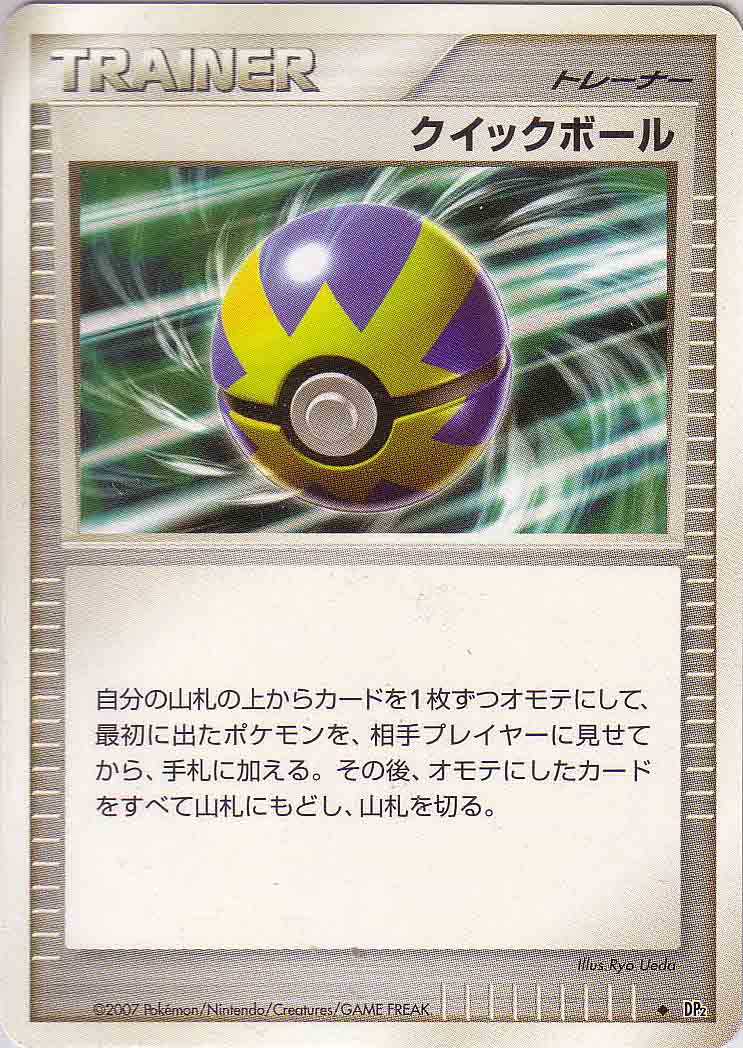 TRAINER
トレーナー
クイックボール
自分の山札の上からカードを1枚ずつオモテにして、
最初に出たポケモンを、相手プレイヤーに見せて
から、手札に加える。その後、オモテにしたカード
をすべて山札にもどし、山札を切る。
Illus.Ryo Ueda
©2007 Pokémon/Nintendo/Creatures/GAME FREAK
◆ DP2